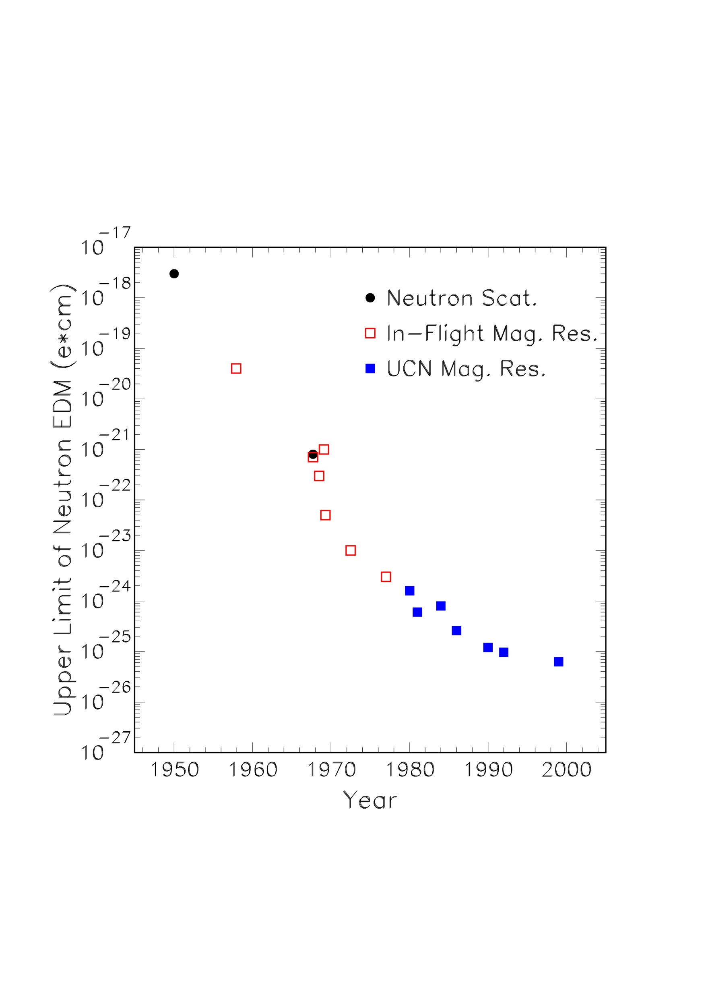 Upper Limit of Neutron EDM (e*cm)
10^-17
10^-18
10^-19
10^-20
10^-21
10^-22
10^-23
10^-24
10^-25
10^-26
10^-27
Neutron Scat.
In-Flight Mag. Res.
UCN Mag. Res.
1950 1960 1970 1980 1990 2000
Year